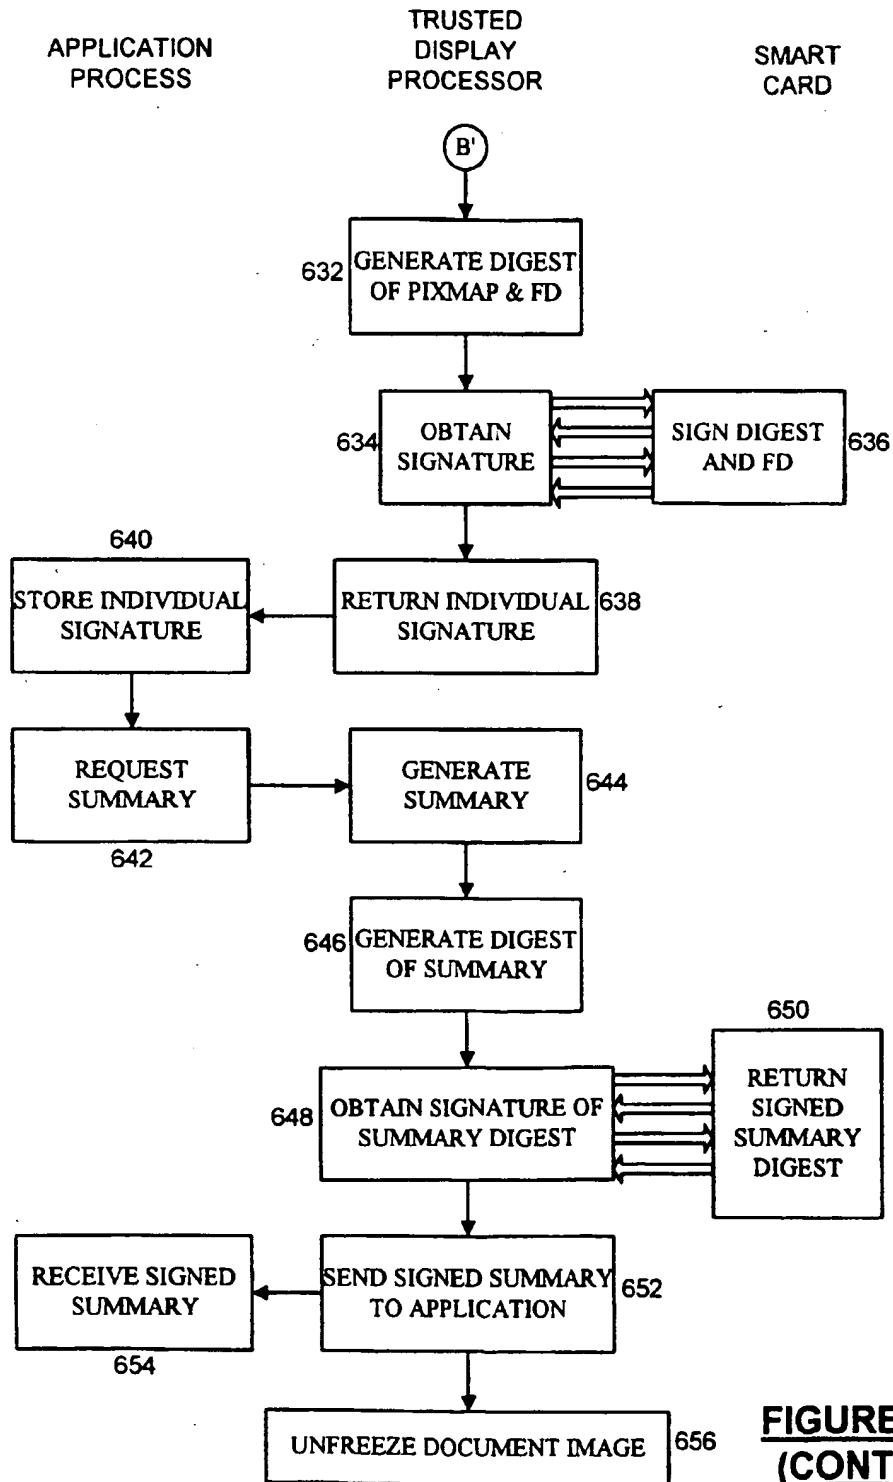 APPLICATION
PROCESS
TRUSTED
DISPLAY
PROCESSOR
SMART
CARD
B'
632
GENERATE DIGEST
OF PIXMAP & FD
634
OBTAIN
SIGNATURE
SIGN DIGEST
AND FD
636
640
STORE INDIVIDUAL
SIGNATURE
RETURN INDIVIDUAL
SIGNATURE
638
REQUEST
SUMMARY
642
GENERATE
SUMMARY
644
646
GENERATE DIGEST
OF SUMMARY
648
OBTAIN SIGNATURE OF
SUMMARY DIGEST
650
RETURN
SIGNED
SUMMARY
DIGEST
RECEIVE SIGNED
SUMMARY
654
SEND SIGNED SUMMARY
TO APPLICATION
652
UNFREEZE DOCUMENT IMAGE
656
FIGURE
(CONT